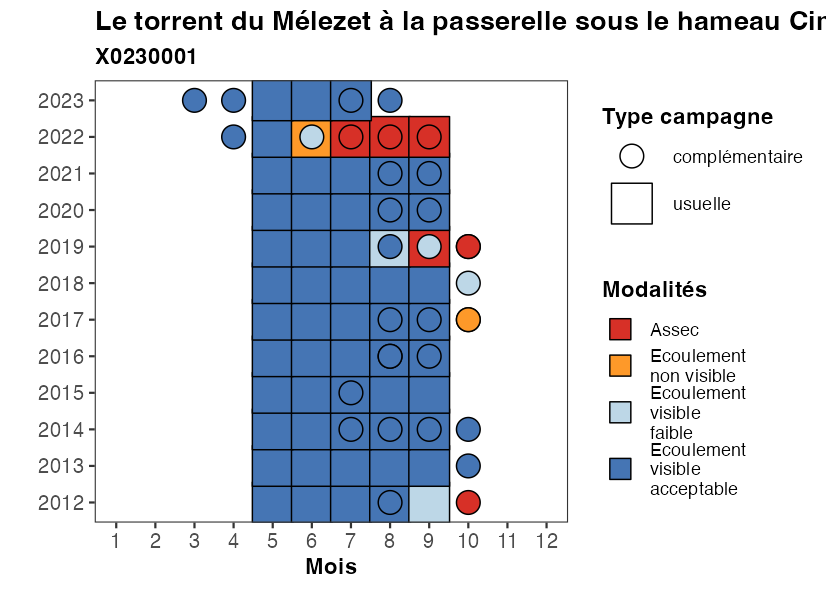 Le torrent du Mélezet à la passerelle sous le hameau
X0230001
2023
2022
2021
2020
2019
2018
2017
2016
2015
2014
2013
2012
1 2 3 4 5 6 7 8 9 10 11 12
Mois
Type campagne
complémentaire
usuelle
Modalités
Assec
Ecoulement
non visible
Ecoulement
visible
faible
Ecoulement
visible
acceptable